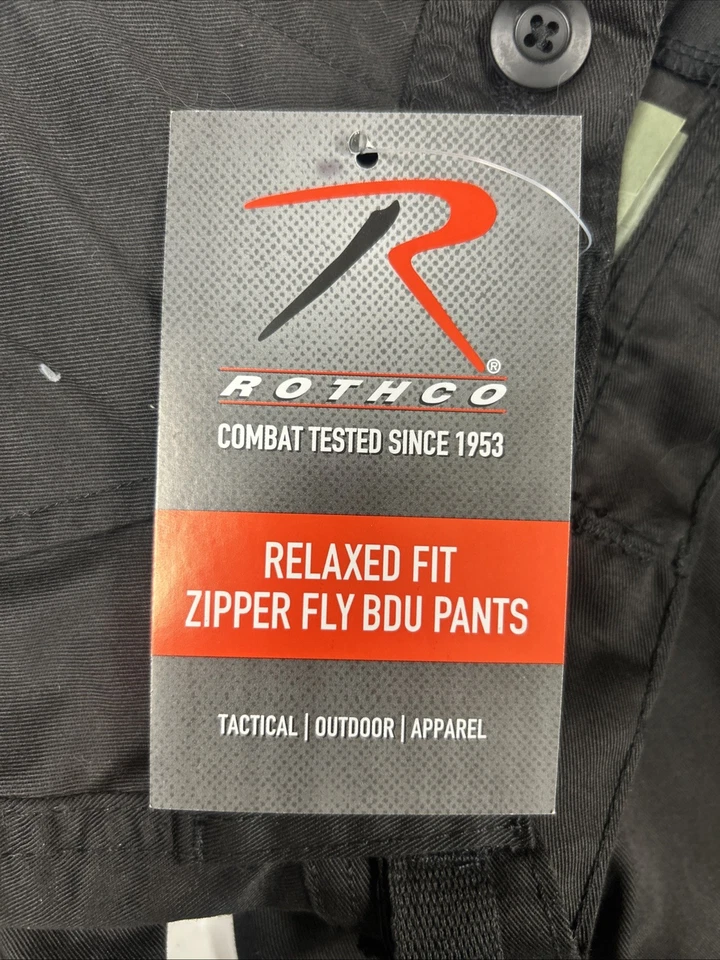 R®
ROTHCO
COMBAT TESTED SINCE 1953
RELAXED FIT
ZIPPER FLY BDU PANTS
TACTICAL | OUTDOOR | APPAREL